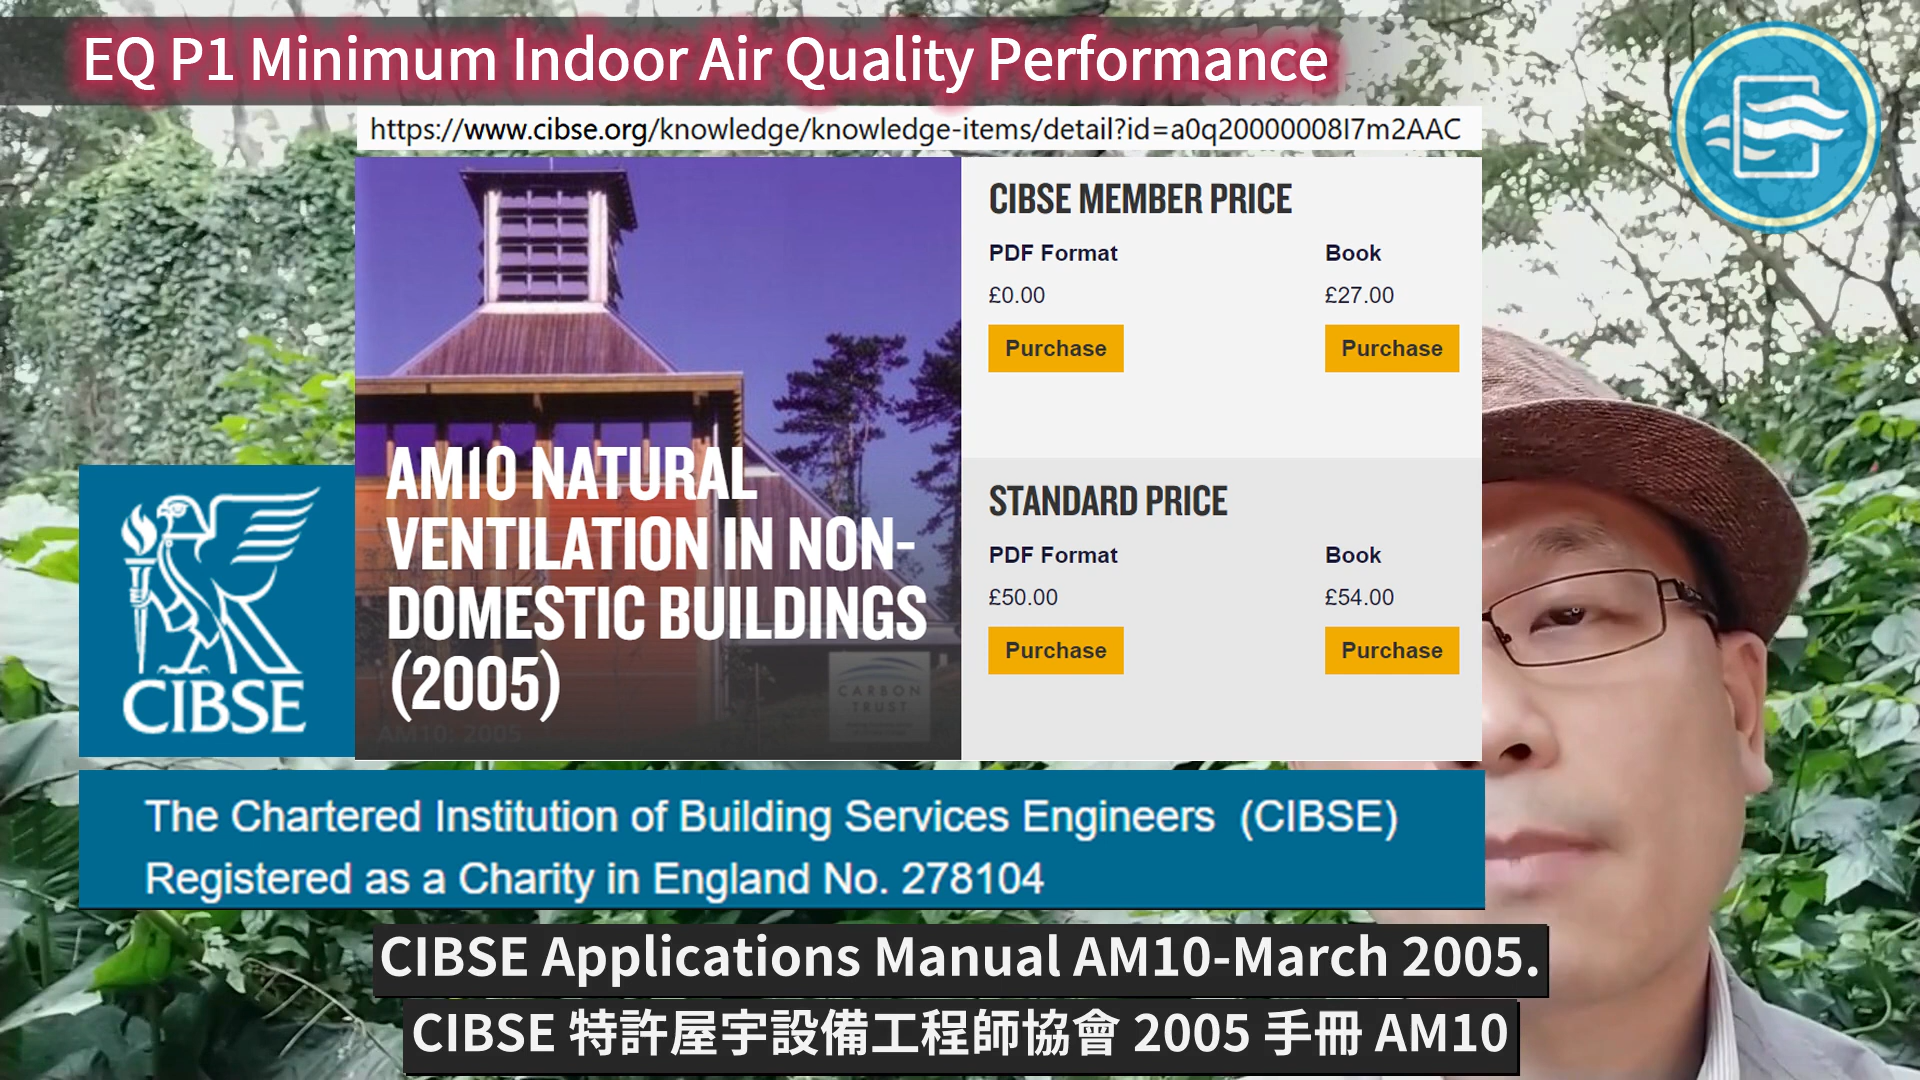 EQ P1 Minimum Indoor Air Quality Performance
https://www.cibse.org/knowledge/knowledge-items/detail?id=a0q20000008I7m2AAC
CIBSE MEMBER PRICE
PDF Format
Book
£0.00
£27.00
Purchase
Purchase
AM10 NATURAL
VENTILATION IN NON-
DOMESTIC BUILDINGS
(2005)
AM10: 2005
CARBON
TRUST
STANDARD PRICE
PDF Format
Book
£50.00
£54.00
Purchase
Purchase
CIBSE
The Chartered Institution of Building Services Engineers (CIBSE)
Registered as a Charity in England No. 278104
CIBSE Applications Manual AM10-March 2005.
CIBSE 特許屋宇設備工程師協會 2005 手冊 AM10